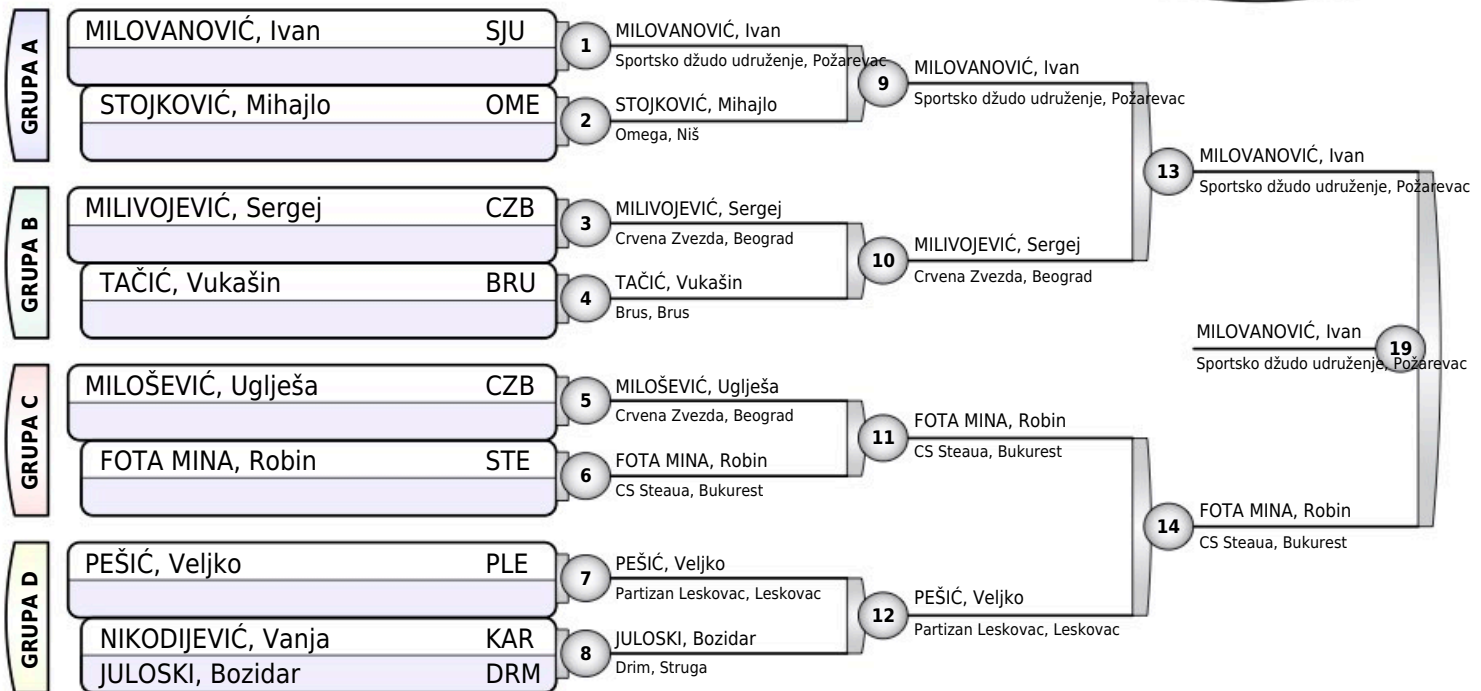 GRUPA A
MILOVANOVIĆ, Ivan SJU
STOJKOVIĆ, Mihajlo OME
1
MILOVANOVIĆ, Ivan
Sportsko džudo udruženje, Požarevac
2
STOJKOVIĆ, Mihajlo
Omega, Niš
9
MILOVANOVIĆ, Ivan
Sportsko džudo udruženje, Požarevac
GRUPA B
MILIVOJEVIĆ, Sergej CZB
TAČIĆ, Vukašin BRU
3
MILIVOJEVIĆ, Sergej
Crvena Zvezda, Beograd
4
TAČIĆ, Vukašin
Brus, Brus
10
MILIVOJEVIĆ, Sergej
Crvena Zvezda, Beograd
13
MILOVANOVIĆ, Ivan
Sportsko džudo udruženje, Požarevac
GRUPA C
MILOŠEVIĆ, Uglješa CZB
FOTA MINA, Robin STE
5
MILOŠEVIĆ, Uglješa
Crvena Zvezda, Beograd
6
FOTA MINA, Robin
CS Steaua, Bukurest
11
FOTA MINA, Robin
CS Steaua, Bukurest
GRUPA D
PEŠIĆ, Veljko PLE
NIKODIJEVIĆ, Vanja KAR
JULOSKI, Bozidar DRM
7
PEŠIĆ, Veljko
Partizan Leskovac, Leskovac
8
JULOSKI, Bozidar
Drim, Struga
12
PEŠIĆ, Veljko
Partizan Leskovac, Leskovac
14
FOTA MINA, Robin
CS Steaua, Bukurest
MILOVANOVIĆ, Ivan
19
Sportsko džudo udruženje, Požarevac